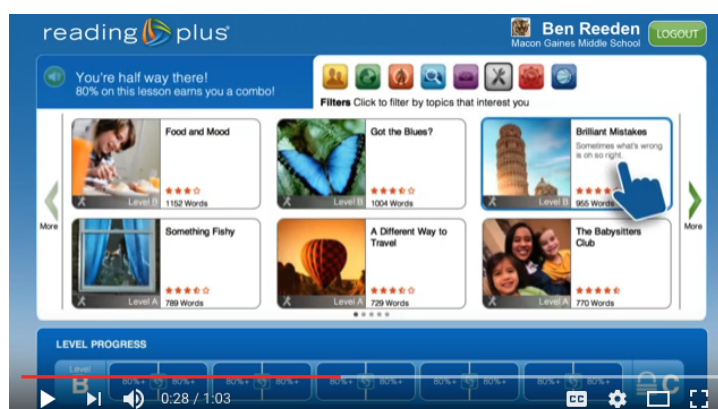 reading plus
Ben Reeden
Macon Gaines Middle School
LOGOUT
You're half way there!
80% on this lesson earns you a combo!
Filters Click to filter by topics that interest you
Food and Mood
Level B
1152 Words
Got the Blues?
Level B
1004 Words
Brilliant Mistakes
Sometimes what's wrong
is oh so right.
Level B
955 Words
More
More
Something Fishy
Level A
789 Words
A Different Way to
Travel
Level A
729 Words
The Babysitters
Club
Level A
770 Words
LEVEL PROGRESS
Level
B
80%+ 80%+ 80%+ 80%+ 80%+ 80%+ 80%+ 80%+
C
0:28 / 1:03
CC